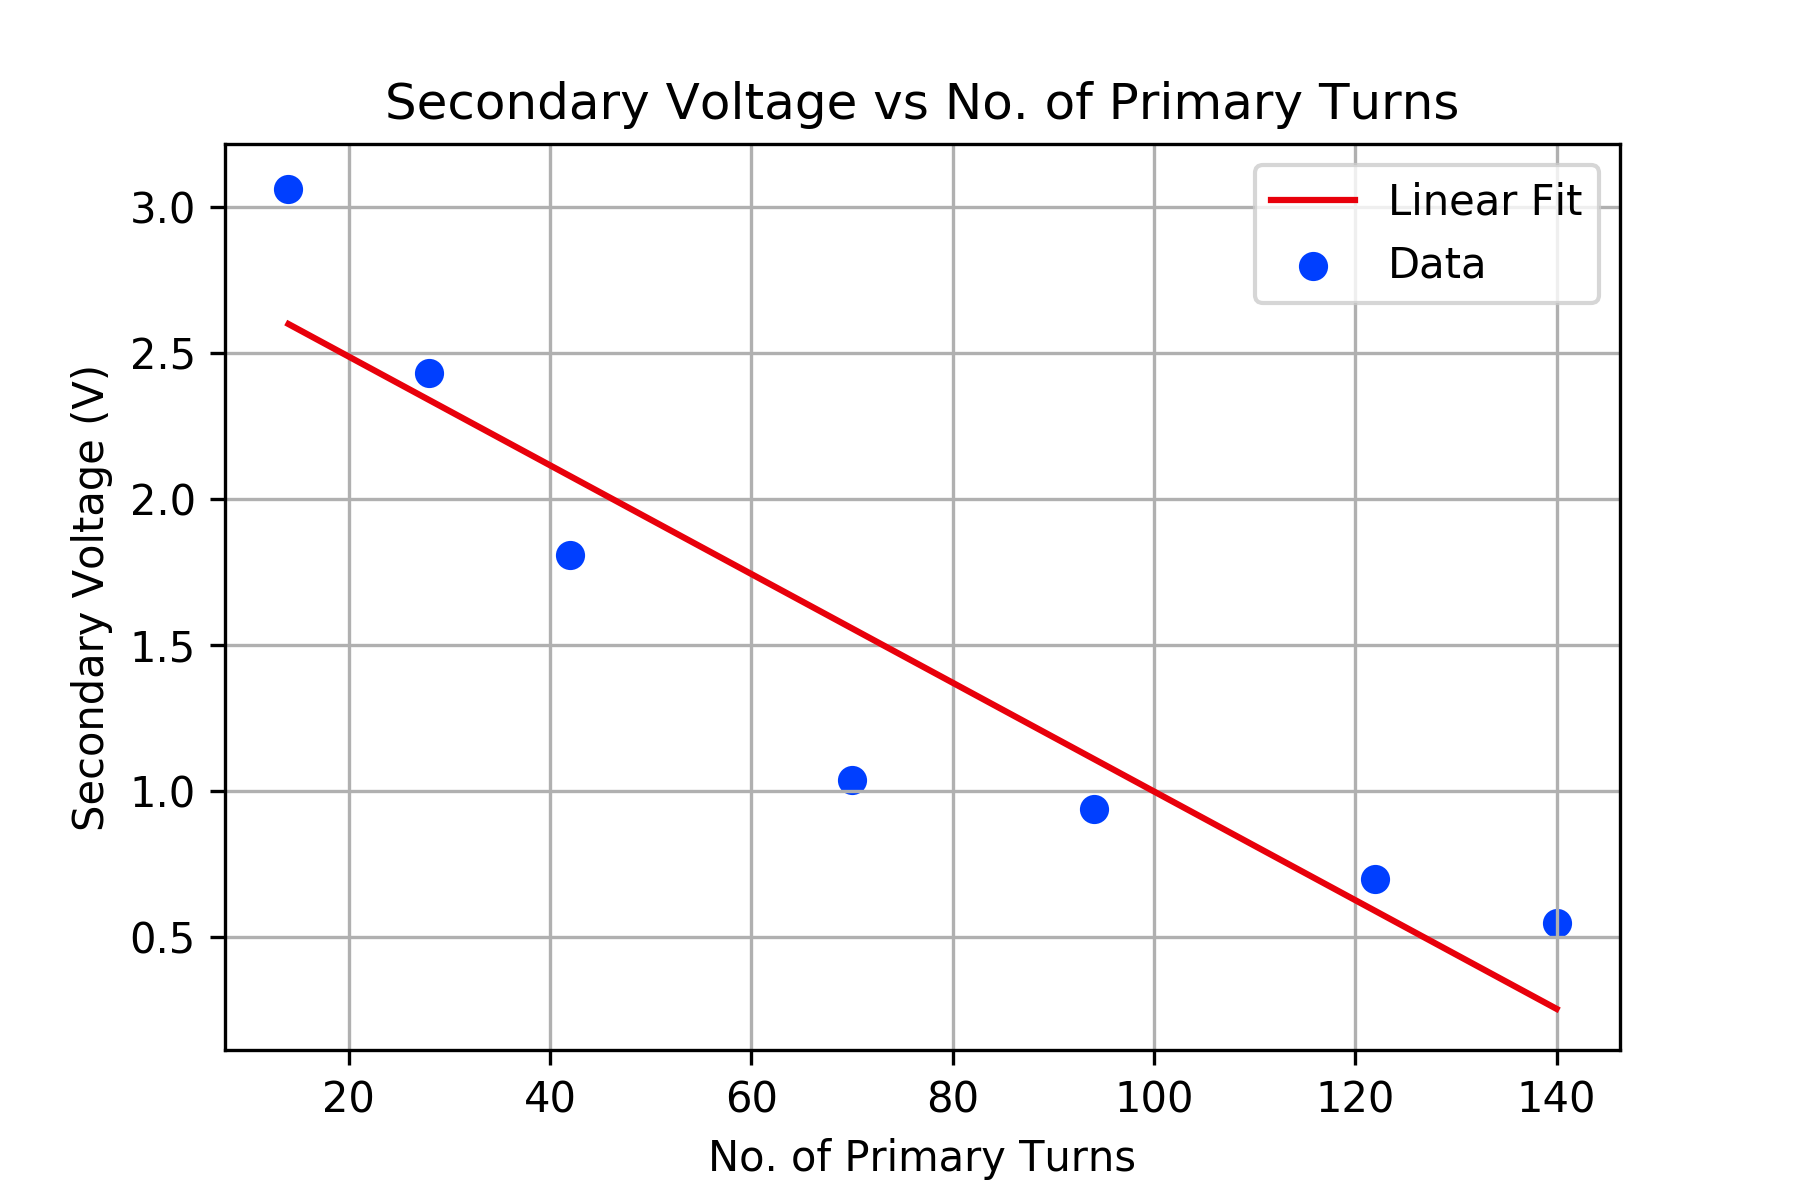 Secondary Voltage vs No. of Primary Turns
Linear Fit
Data
3.0
2.5
2.0
1.5
1.0
0.5
Secondary Voltage (V)
20 40 60 80 100 120 140
No. of Primary Turns